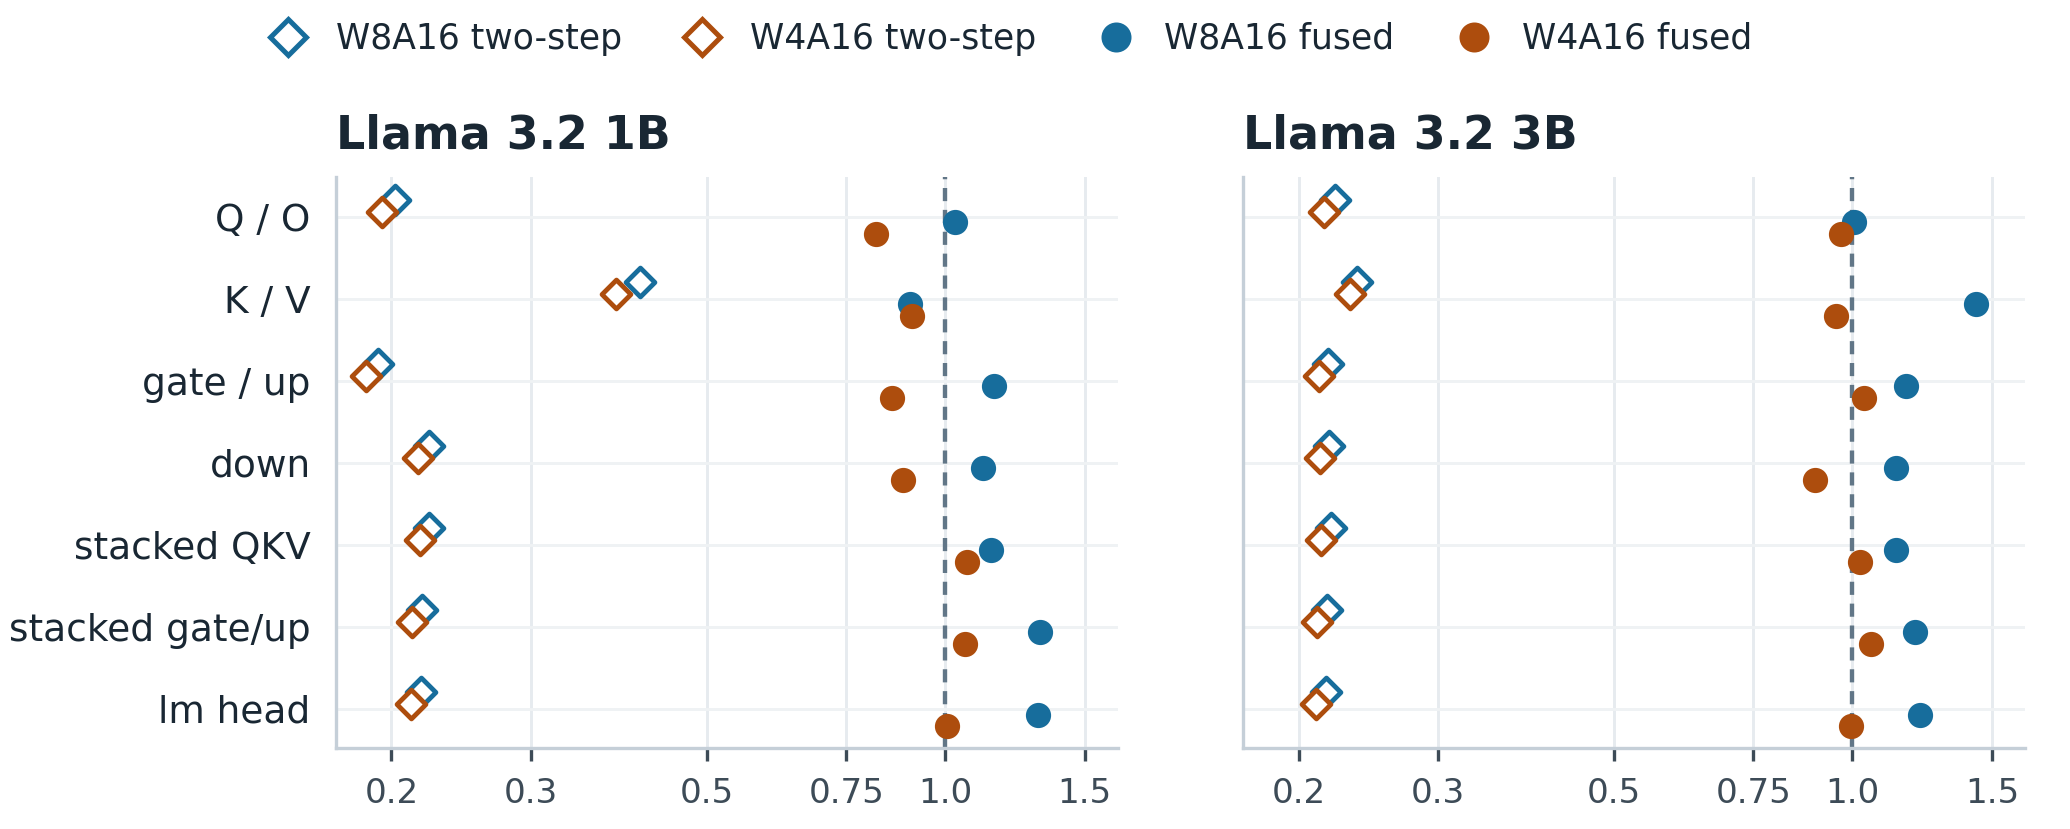 W8A16 two-step W4A16 two-step W8A16 fused W4A16 fused
Llama 3.2 1B
Llama 3.2 3B
Q / O
K / V
gate / up
down
stacked QKV
stacked gate/up
lm head
0.2 0.3 0.5 0.75 1.0 1.5
0.2 0.3 0.5 0.75 1.0 1.5